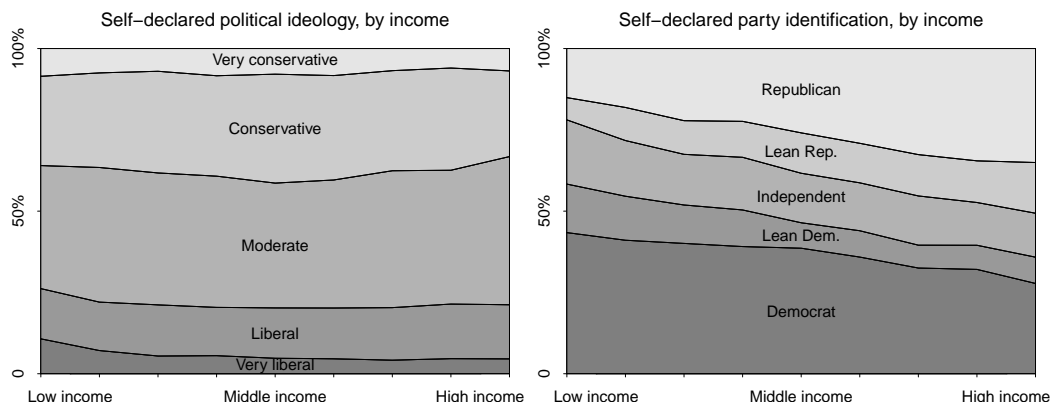 Self−declared political ideology, by income
100%
50%
0
Very conservative
Conservative
Moderate
Liberal
Very liberal
Low income
Middle income
High income
Self−declared party identification, by income
100%
50%
0
Republican
Lean Rep.
Independent
Lean Dem.
Democrat
Low income
Middle income
High income